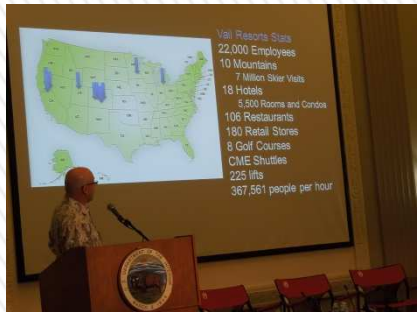 Vail Resorts Stats
22,000 Employees
10 Mountains
7 Million Skier Visits
18 Hotels
5,500 Rooms and Condos
106 Restaurants
180 Retail Stores
8 Golf Courses
CME Shuttles
225 lifts
367,561 people per hour